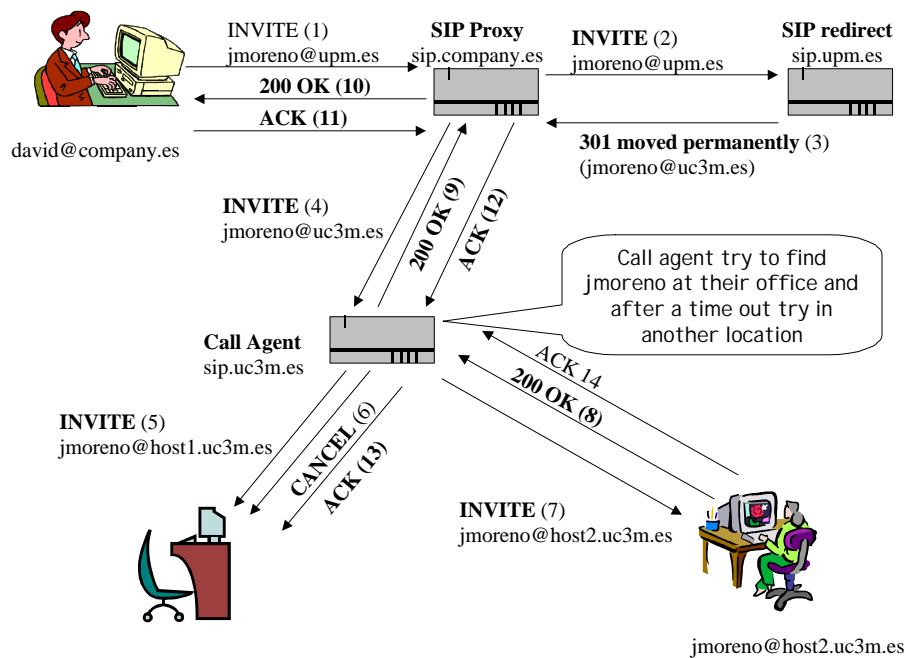 INVITE (1)
jmoreno@upm.es
200 OK (10)
ACK (11)
david@company.es
SIP Proxy
sip.company.es
INVITE (2)
jmoreno@upm.es
SIP redirect
sip.upm.es
301 moved permanently (3)
(jmoreno@uc3m.es)
INVITE (4)
jmoreno@uc3m.es
200 OK (9)
ACK (12)
Call agent try to find
jmoreno at their office and
after a time out try in
another location
Call Agent
sip.uc3m.es
INVITE (5)
jmoreno@host1.uc3m.es
CANCEL (6)
ACK (13)
ACK 14
200 OK (8)
INVITE (7)
jmoreno@host2.uc3m.es
jmoreno@host2.uc3m.es